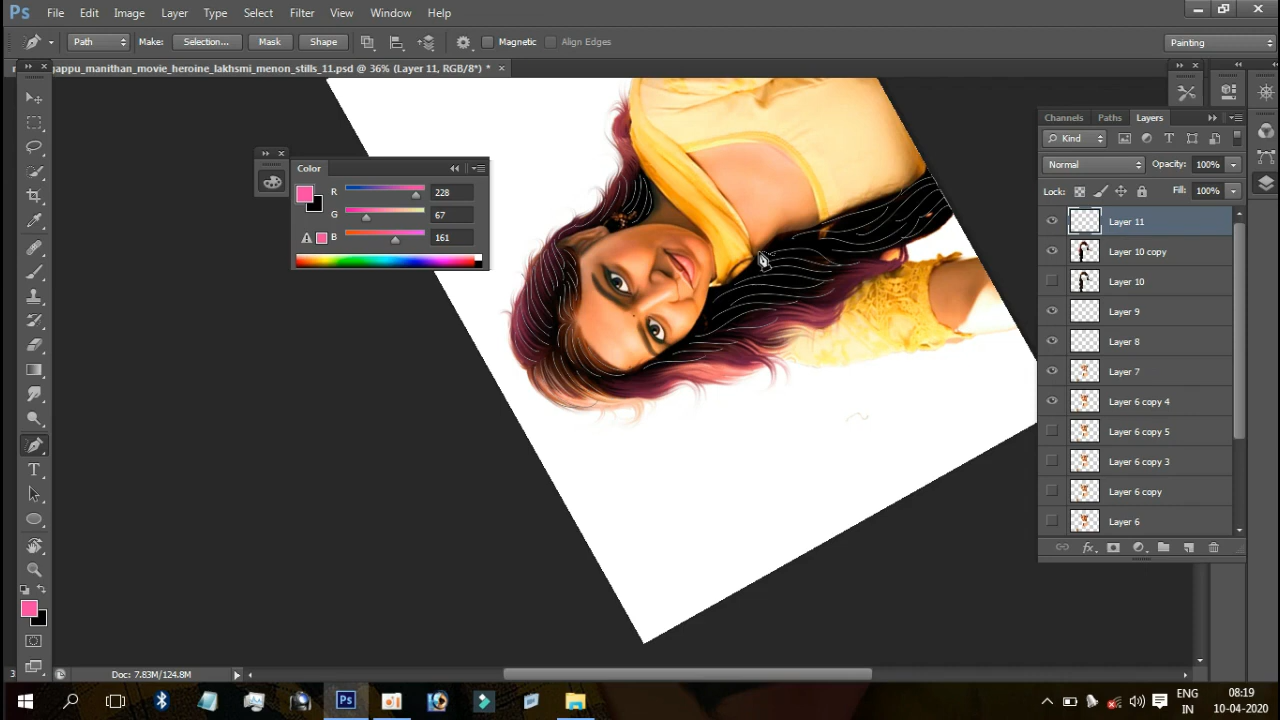 Ps File Edit Image Layer Type Select Filter View Window Help
Path Make: Selection... Mask Shape Magnetic Align Edges Painting
gappu_manithan_movie_heroine_lakhsmi_menon_stills_11.psd @ 36% (Layer 11, RGB/8*) *
Color
R 228
G 67
B 161
Channels Paths Layers
Kind
Normal Opacity: 100%
Lock: Fill: 100%
Layer 11
Layer 10 copy
Layer 10
Layer 9
Layer 8
Layer 7
Layer 6 copy 4
Layer 6 copy 5
Layer 6 copy 3
Layer 6 copy
Layer 6
fx
T
3 Doc: 7.83M/124.8M
Ps ENG 08:19
IN 10-04-2020